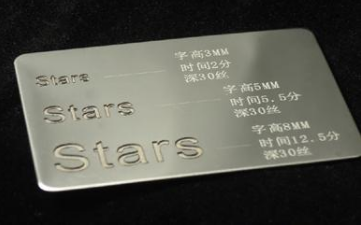 Stars
字高3MM
时间2分
深30丝
Stars
字高5MM
时间5.5分
深30丝
Stars
字高8MM
时间12.5分
深30丝